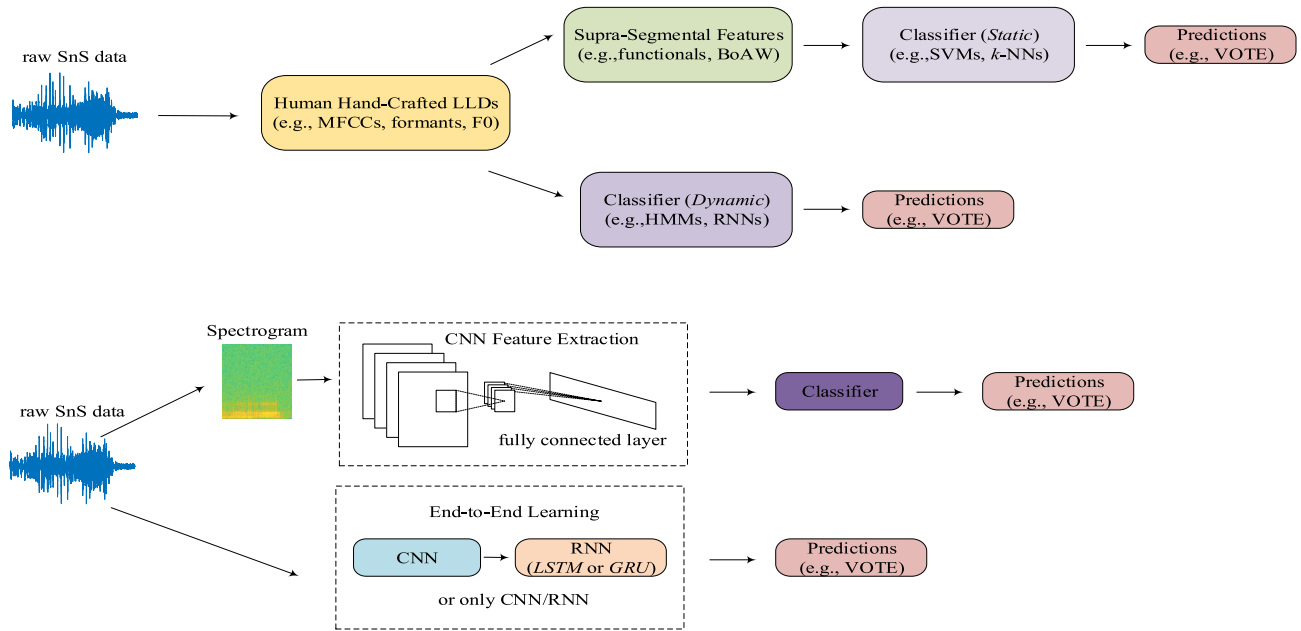 raw SnS data
Human Hand-Crafted LLDs
(e.g., MFCCs, formants, F0)
Supra-Segmental Features
(e.g.,functionals, BoAW)
Classifier (Static)
(e.g.,SVMs, k-NNs)
Predictions
(e.g., VOTE)
Classifier (Dynamic)
(e.g.,HMMs, RNNs)
Predictions
(e.g., VOTE)
raw SnS data
Spectrogram
CNN Feature Extraction
fully connected layer
Classifier
Predictions
(e.g., VOTE)
End-to-End Learning
CNN
RNN
(LSTM or GRU)
or only CNN/RNN
Predictions
(e.g., VOTE)